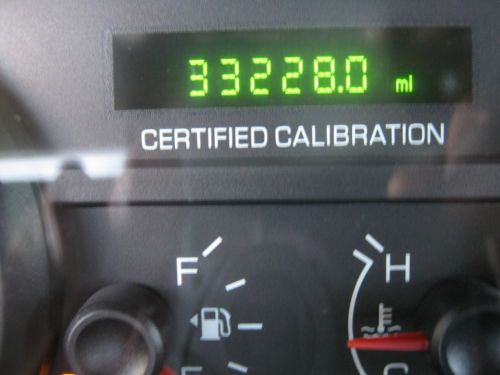 33228.0 mi
CERTIFIED CALIBRATION
F H
E C